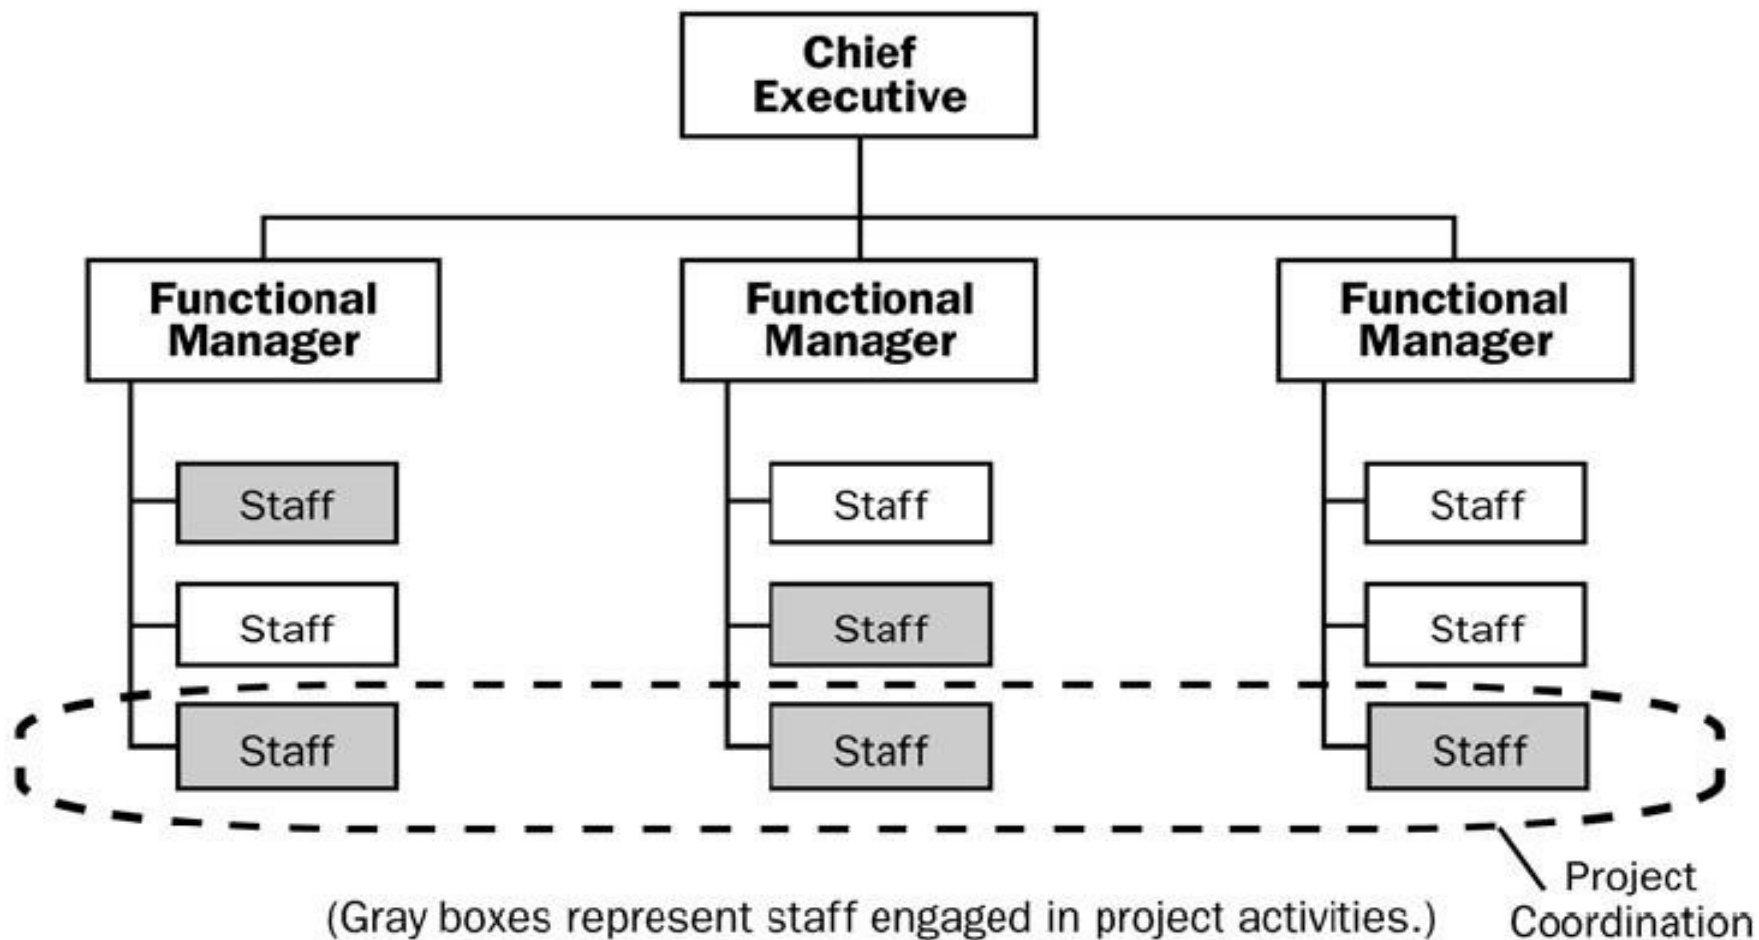 Chief
Executive
Functional
Manager
Functional
Manager
Functional
Manager
Staff
Staff
Staff
Staff
Staff
Staff
Staff
Staff
Staff
Project
Coordination
(Gray boxes represent staff engaged in project activities.)